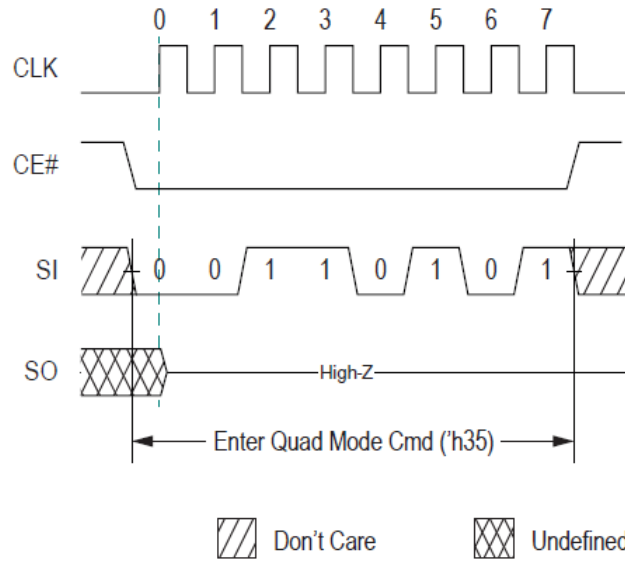 0 1 2 3 4 5 6 7
CLK
CE#
SI 0 0 1 1 0 1 0 1
SO High-Z
Enter Quad Mode Cmd ('h35)
Don't Care Undefined